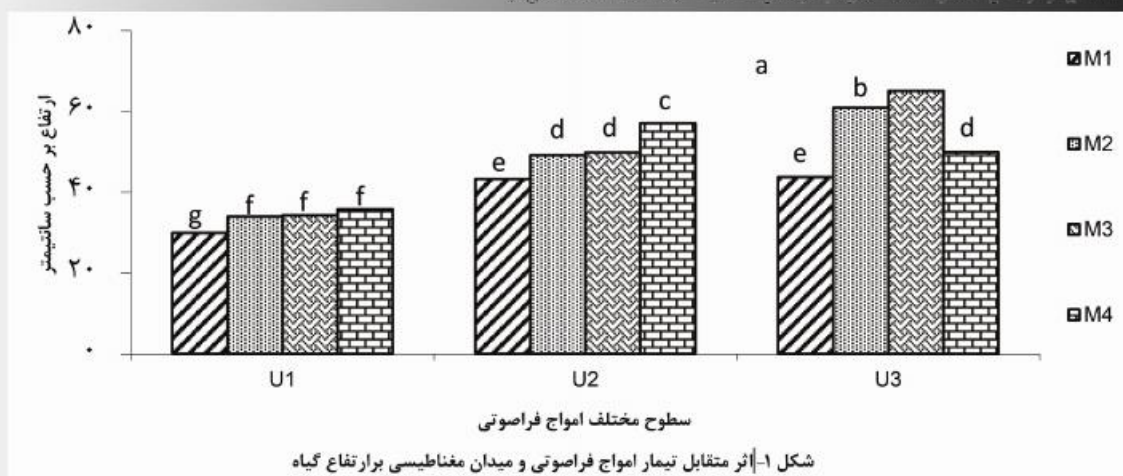 ۸۰
۶۰
۴۰
۲۰
۰
ارتفاع بر حسب سانتیمتر
g f f f
e d d c
a
e b d
U1 U2 U3
M1
M2
M3
M4
سطوح مختلف امواج فراصوتی
شکل ۱-اثر متقابل تیمار امواج فراصوتی و میدان مغناطیسی برارتفاع گیاه